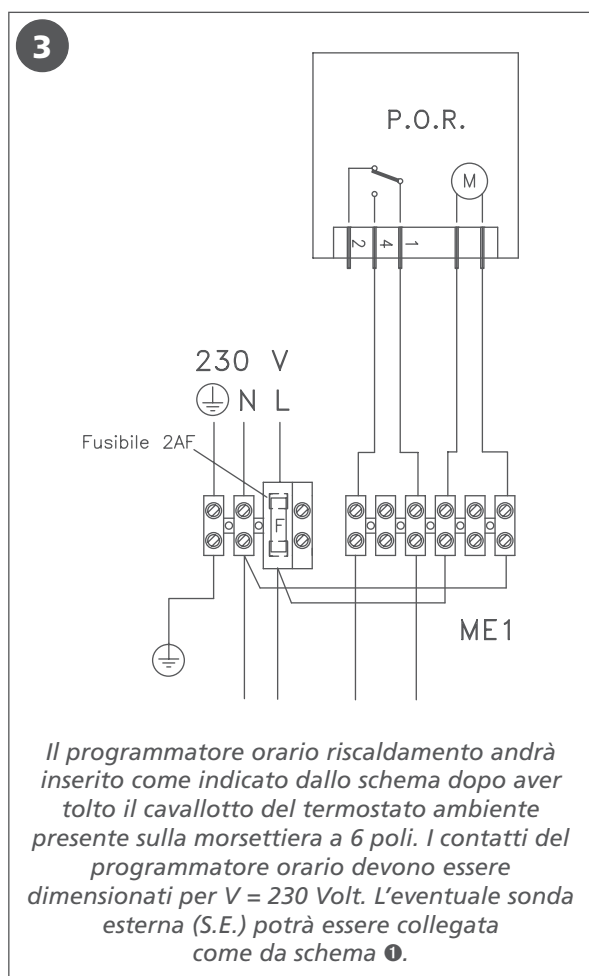 3
P.O.R.
M
2 4 1
230 V
N L
Fusibile 2AF
F
ME1
Il programmatore orario riscaldamento andrà
inserito come indicato dallo schema dopo aver
tolto il cavallotto del termostato ambiente
presente sulla morsettiera a 6 poli. I contatti del
programmatore orario devono essere
dimensionati per V = 230 Volt. L’eventuale sonda
esterna (S.E.) potrà essere collegata
come da schema ❶.